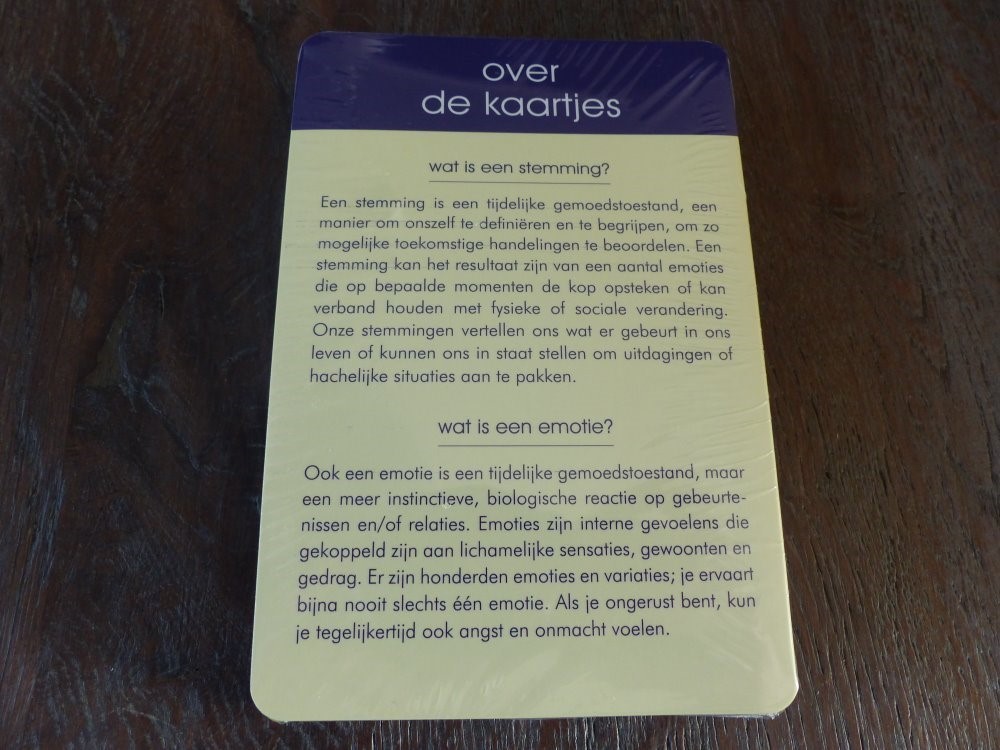 over
de kaartjes
wat is een stemming?
Een stemming is een tijdelijke gemoedstoestand, een
manier om onszelf te definiëren en te begrijpen, om zo
mogelijke toekomstige handelingen te beoordelen. Een
stemming kan het resultaat zijn van een aantal emoties
die op bepaalde momenten de kop opsteken of kan
verband houden met fysieke of sociale verandering.
Onze stemmingen vertellen ons wat er gebeurt in ons
leven of kunnen ons in staat stellen om uitdagingen of
hachelijke situaties aan te pakken.
wat is een emotie?
Ook een emotie is een tijdelijke gemoedstoestand, maar
een meer instinctieve, biologische reactie op gebeurte-
nissen en/of relaties. Emoties zijn interne gevoelens die
gekoppeld zijn aan lichamelijke sensaties, gewoonten en
gedrag. Er zijn honderden emoties en variaties; je ervaart
bijna nooit slechts één emotie. Als je ongerust bent, kun
je tegelijkertijd ook angst en onmacht voelen.